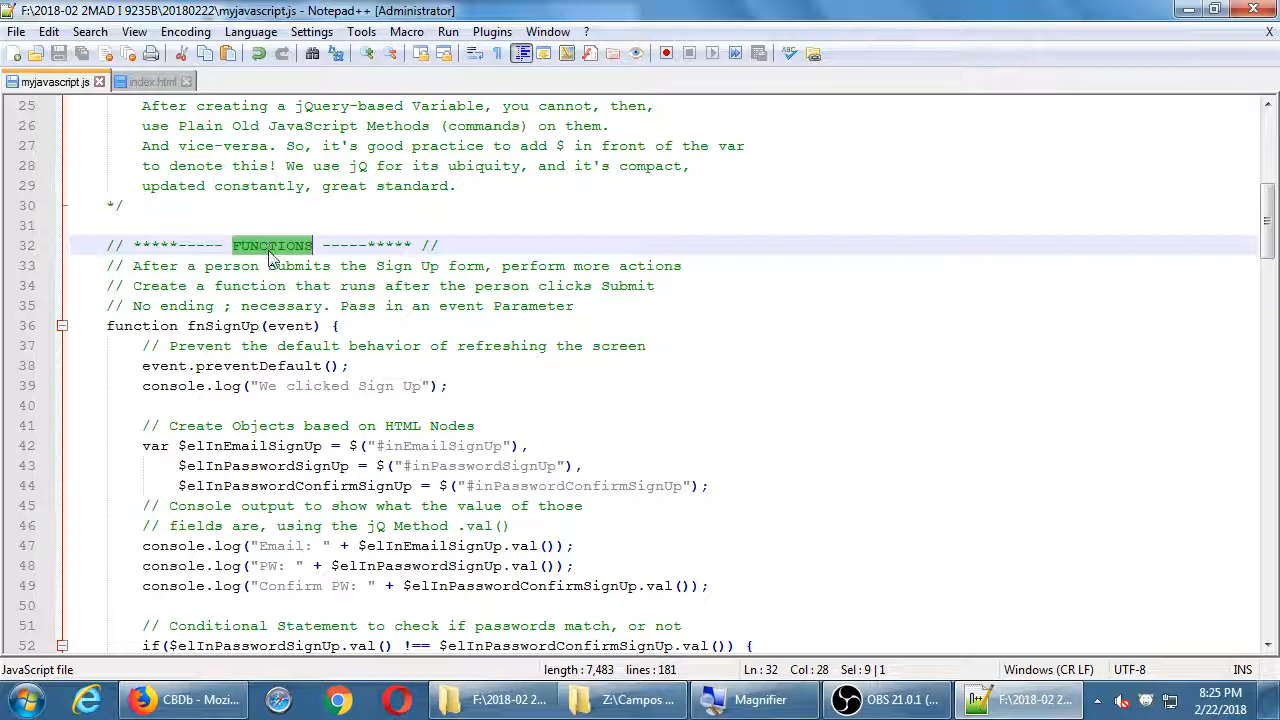 F:\2018-02 2MAD I 9235B\20180222\myjavascript.js - Notepad++ [Administrator]
File Edit Search View Encoding Language Settings Tools Macro Run Plugins Window ? X
myjavascript.js index.html
25 After creating a jQuery-based Variable, you cannot, then,
26 use Plain Old JavaScript Methods (commands) on them.
27 And vice-versa. So, it's good practice to add $ in front of the var
28 to denote this! We use jQ for its ubiquity, and it's compact,
29 updated constantly, great standard.
30 */
31
32 // *****----- FUNCTIONS -----***** //
33 // After a person submits the Sign Up form, perform more actions
34 // Create a function that runs after the person clicks Submit
35 // No ending ; necessary. Pass in an event Parameter
36 function fnSignUp(event) {
37 // Prevent the default behavior of refreshing the screen
38 event.preventDefault();
39 console.log("We clicked Sign Up");
40
41 // Create Objects based on HTML Nodes
42 var $elInEmailSignUp = $("#inEmailSignUp"),
43 $elInPasswordSignUp = $("#inPasswordSignUp"),
44 $elInPasswordConfirmSignUp = $("#inPasswordConfirmSignUp");
45 // Console output to show what the value of those
46 // fields are, using the jQ Method .val()
47 console.log("Email: " + $elInEmailSignUp.val());
48 console.log("PW: " + $elInPasswordSignUp.val());
49 console.log("Confirm PW: " + $elInPasswordConfirmSignUp.val());
50
51 // Conditional Statement to check if passwords match, or not
52 if($elInPasswordSignUp.val() !== $elInPasswordConfirmSignUp.val()) {
JavaScript file length : 7,483 lines : 181 Ln : 32 Col : 28 Sel : 9 | 1 Windows (CR LF) UTF-8 INS
CBDb - Mozi... F:\2018-02 2... Z:\Campos ... Magnifier OBS 21.0.1 (... F:\2018-02 2... 8:25 PM
2/22/2018